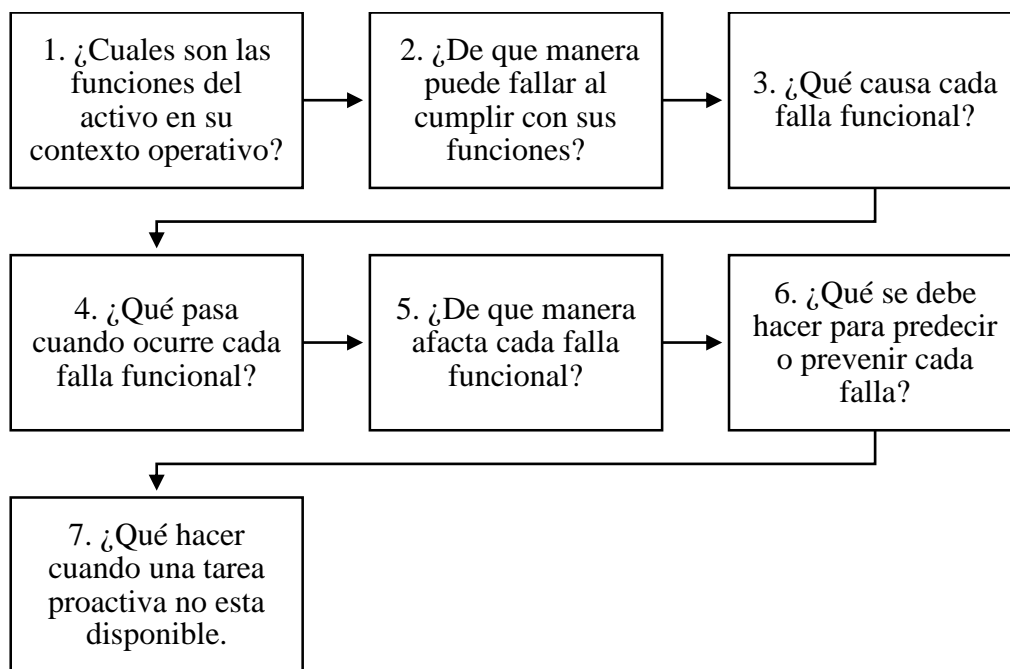 1. ¿Cuales son las
funciones del
activo en su
contexto operativo?
2. ¿De que manera
puede fallar al
cumplir con sus
funciones?
3. ¿Qué causa cada
falla funcional?
4. ¿Qué pasa
cuando ocurre cada
falla funcional?
5. ¿De que manera
afacta cada falla
funcional?
6. ¿Qué se debe
hacer para predecir
o prevenir cada
falla?
7. ¿Qué hacer
cuando una tarea
proactiva no esta
disponible.